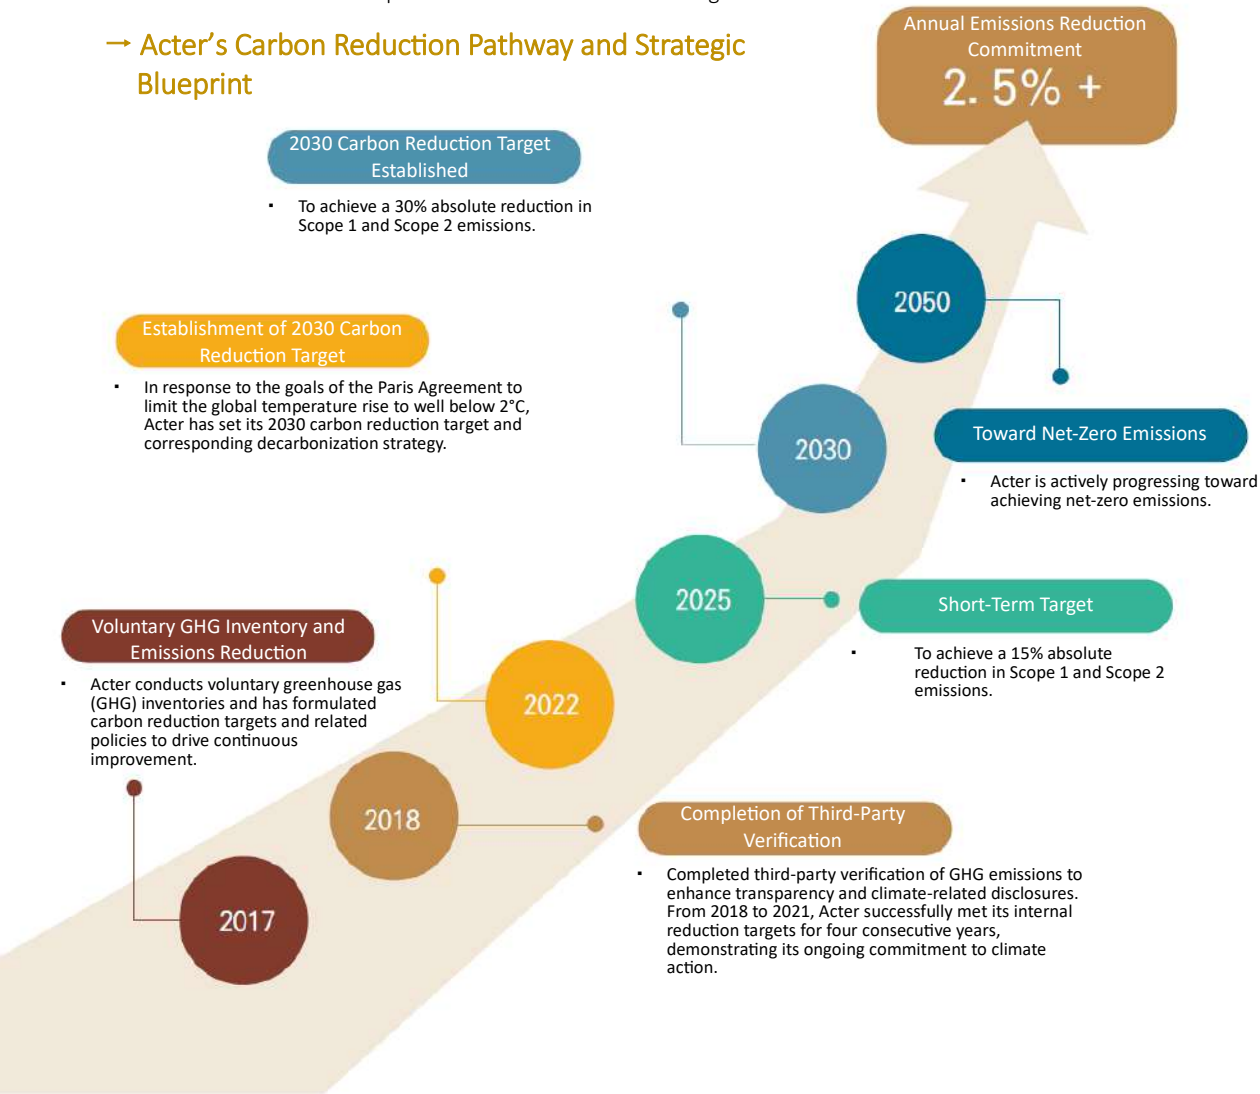 → Acter’s Carbon Reduction Pathway and Strategic
Blueprint
Annual Emissions Reduction
Commitment
2. 5% +
2030 Carbon Reduction Target
Established
▪ To achieve a 30% absolute reduction in
Scope 1 and Scope 2 emissions.
2050
Establishment of 2030 Carbon
Reduction Target
▪ In response to the goals of the Paris Agreement to
limit the global temperature rise to well below 2°C,
Acter has set its 2030 carbon reduction target and
corresponding decarbonization strategy.
2030
Toward Net-Zero Emissions
▪ Acter is actively progressing toward
achieving net-zero emissions.
2025
Short-Term Target
▪ To achieve a 15% absolute
reduction in Scope 1 and Scope 2
emissions.
Voluntary GHG Inventory and
Emissions Reduction
▪ Acter conducts voluntary greenhouse gas
(GHG) inventories and has formulated
carbon reduction targets and related
policies to drive continuous
improvement.
2022
2018
Completion of Third-Party
Verification
▪ Completed third-party verification of GHG emissions to
enhance transparency and climate-related disclosures.
From 2018 to 2021, Acter successfully met its internal
reduction targets for four consecutive years,
demonstrating its ongoing commitment to climate
action.
2017